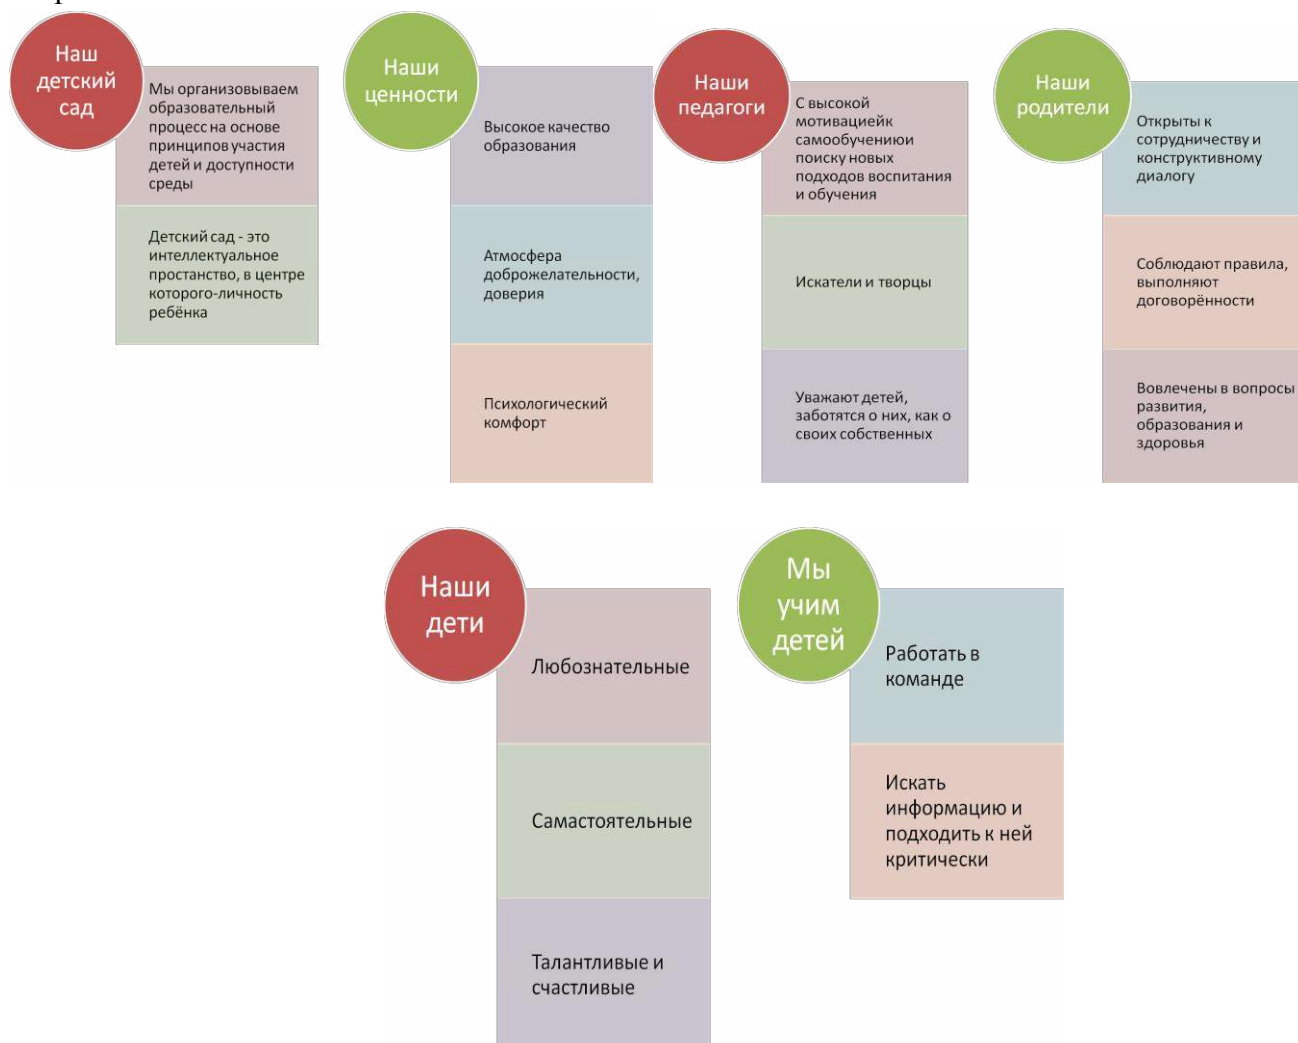 Наш
детский
сад
Мы организовываем
образовательный
процесс на основе
принципов участия
детей и доступности
среды
Детский сад - это
интеллектуальное
простанство, в центре
которого-личность
ребёнка
Наши
ценности
Высокое качество
образования
Атмосфера
доброжелательности,
доверия
Психологический
комфорт
Наши
педагоги
С высокой
мотивациейк
самообучениюи
поиску новых
подходов воспитания
и обучения
Искатели и творцы
Уважают детей,
заботятся о них, как о
своих собственных
Наши
родители
Открыты к
сотрудничеству и
конструктивному
диалогу
Соблюдают правила,
выполняют
договорённости
Вовлечены в вопросы
развития,
образования и
здоровья
Наши
дети
Любознательные
Самастоятельные
Талантливые и
счастливые
Мы
учим
детей
Работать в
команде
Искать
информацию и
подходить к ней
критически